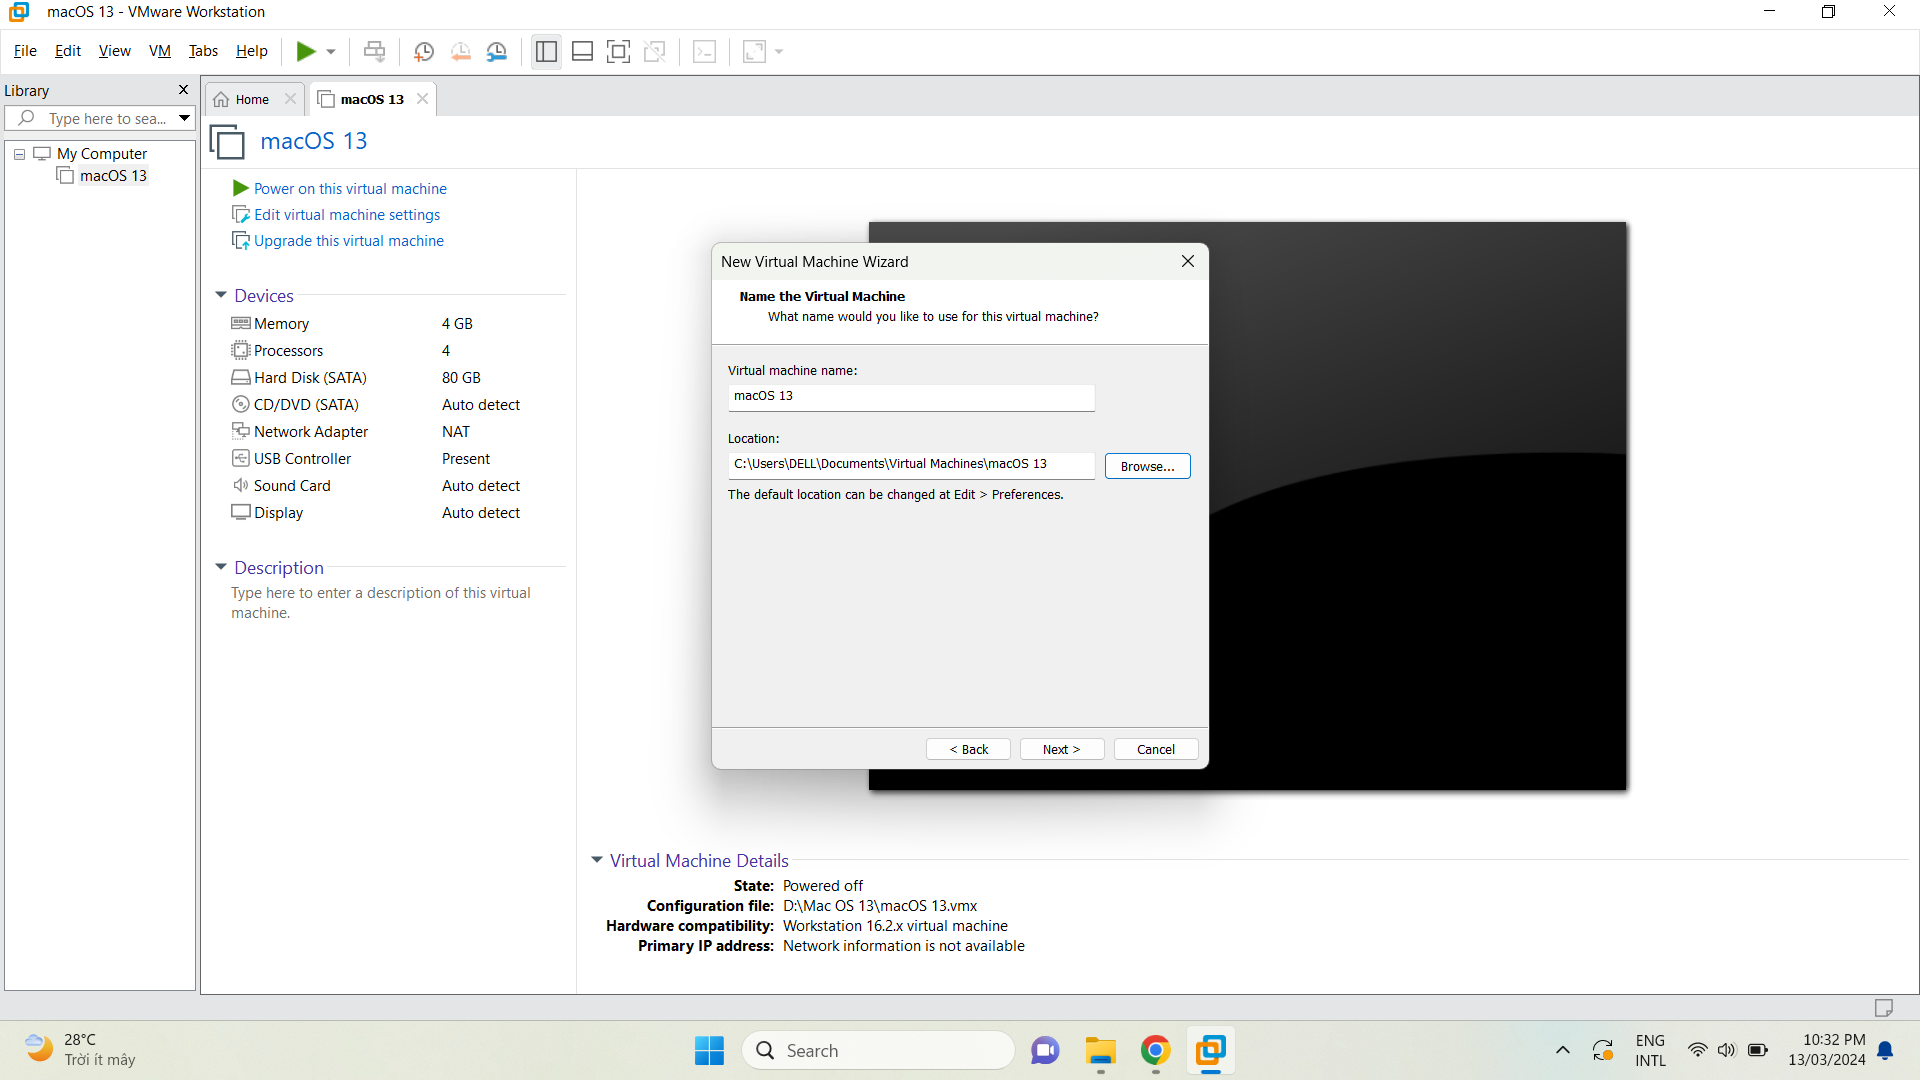 macOS 13 - VMware Workstation
File Edit View VM Tabs Help
Library
Type here to sea...
My Computer
macOS 13
Home
macOS 13
macOS 13
Power on this virtual machine
Edit virtual machine settings
Upgrade this virtual machine
Devices
Memory 4 GB
Processors 4
Hard Disk (SATA) 80 GB
CD/DVD (SATA) Auto detect
Network Adapter NAT
USB Controller Present
Sound Card Auto detect
Display Auto detect
Description
Type here to enter a description of this virtual
machine.
New Virtual Machine Wizard
Name the Virtual Machine
What name would you like to use for this virtual machine?
Virtual machine name:
macOS 13
Location:
C:\Users\DELL\Documents\Virtual Machines\macOS 13
Browse...
The default location can be changed at Edit > Preferences.
< Back Next > Cancel
Virtual Machine Details
State: Powered off
Configuration file: D:\Mac OS 13\macOS 13.vmx
Hardware compatibility: Workstation 16.2.x virtual machine
Primary IP address: Network information is not available
28°C
Trời ít mây
Search
ENG
INTL
10:32 PM
13/03/2024